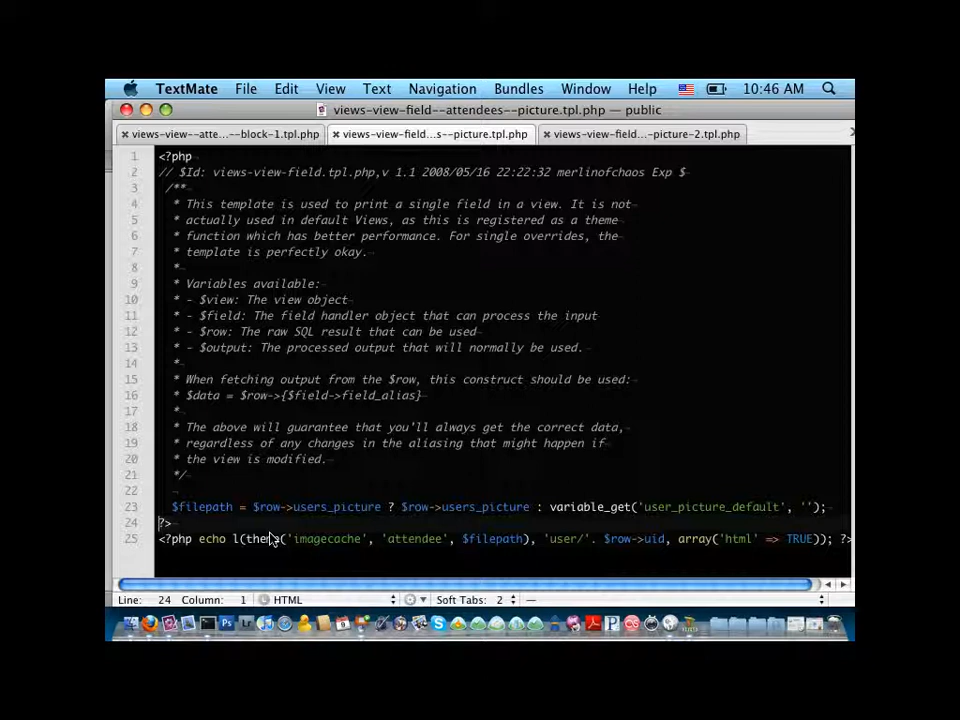 TextMate File Edit View Text Navigation Bundles Window Help 10:46 AM
views-view-field--attendees--picture.tpl.php — public
views-view--atte...--block-1.tpl.php views-view-field...s--picture.tpl.php views-view-field...-picture-2.tpl.php
1 <?php
2 // $Id: views-view-field.tpl.php,v 1.1 2008/05/16 22:22:32 merlinofchaos Exp $
3 /**
4 * This template is used to print a single field in a view. It is not
5 * actually used in default Views, as this is registered as a theme
6 * function which has better performance. For single overrides, the
7 * template is perfectly okay.
8 *
9 * Variables available:
10 * - $view: The view object
11 * - $field: The field handler object that can process the input
12 * - $row: The raw SQL result that can be used
13 * - $output: The processed output that will normally be used.
14 *
15 * When fetching output from the $row, this construct should be used:
16 * $data = $row->{$field->field_alias}
17 *
18 * The above will guarantee that you'll always get the correct data,
19 * regardless of any changes in the aliasing that might happen if
20 * the view is modified.
21 */
22
23 $filepath = $row->users_picture ? $row->users_picture : variable_get('user_picture_default', '');
24 ?>
25 <?php echo l(theme('imagecache', 'attendee', $filepath), 'user/'. $row->uid, array('html' => TRUE)); ?>
Line: 24 Column: 1 HTML Soft Tabs: 2 —
Ps Lr 9 S P